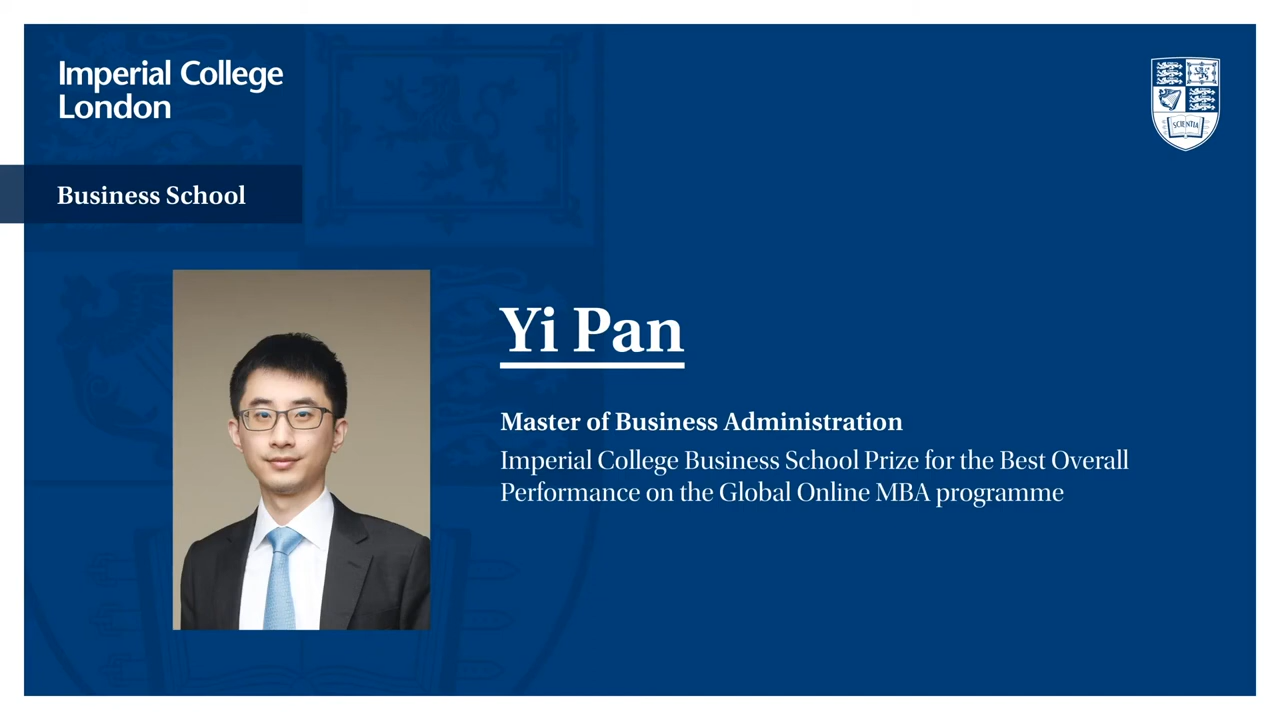 Imperial College
London
SCIENTIA
Business School
Yi Pan
Master of Business Administration
Imperial College Business School Prize for the Best Overall
Performance on the Global Online MBA programme